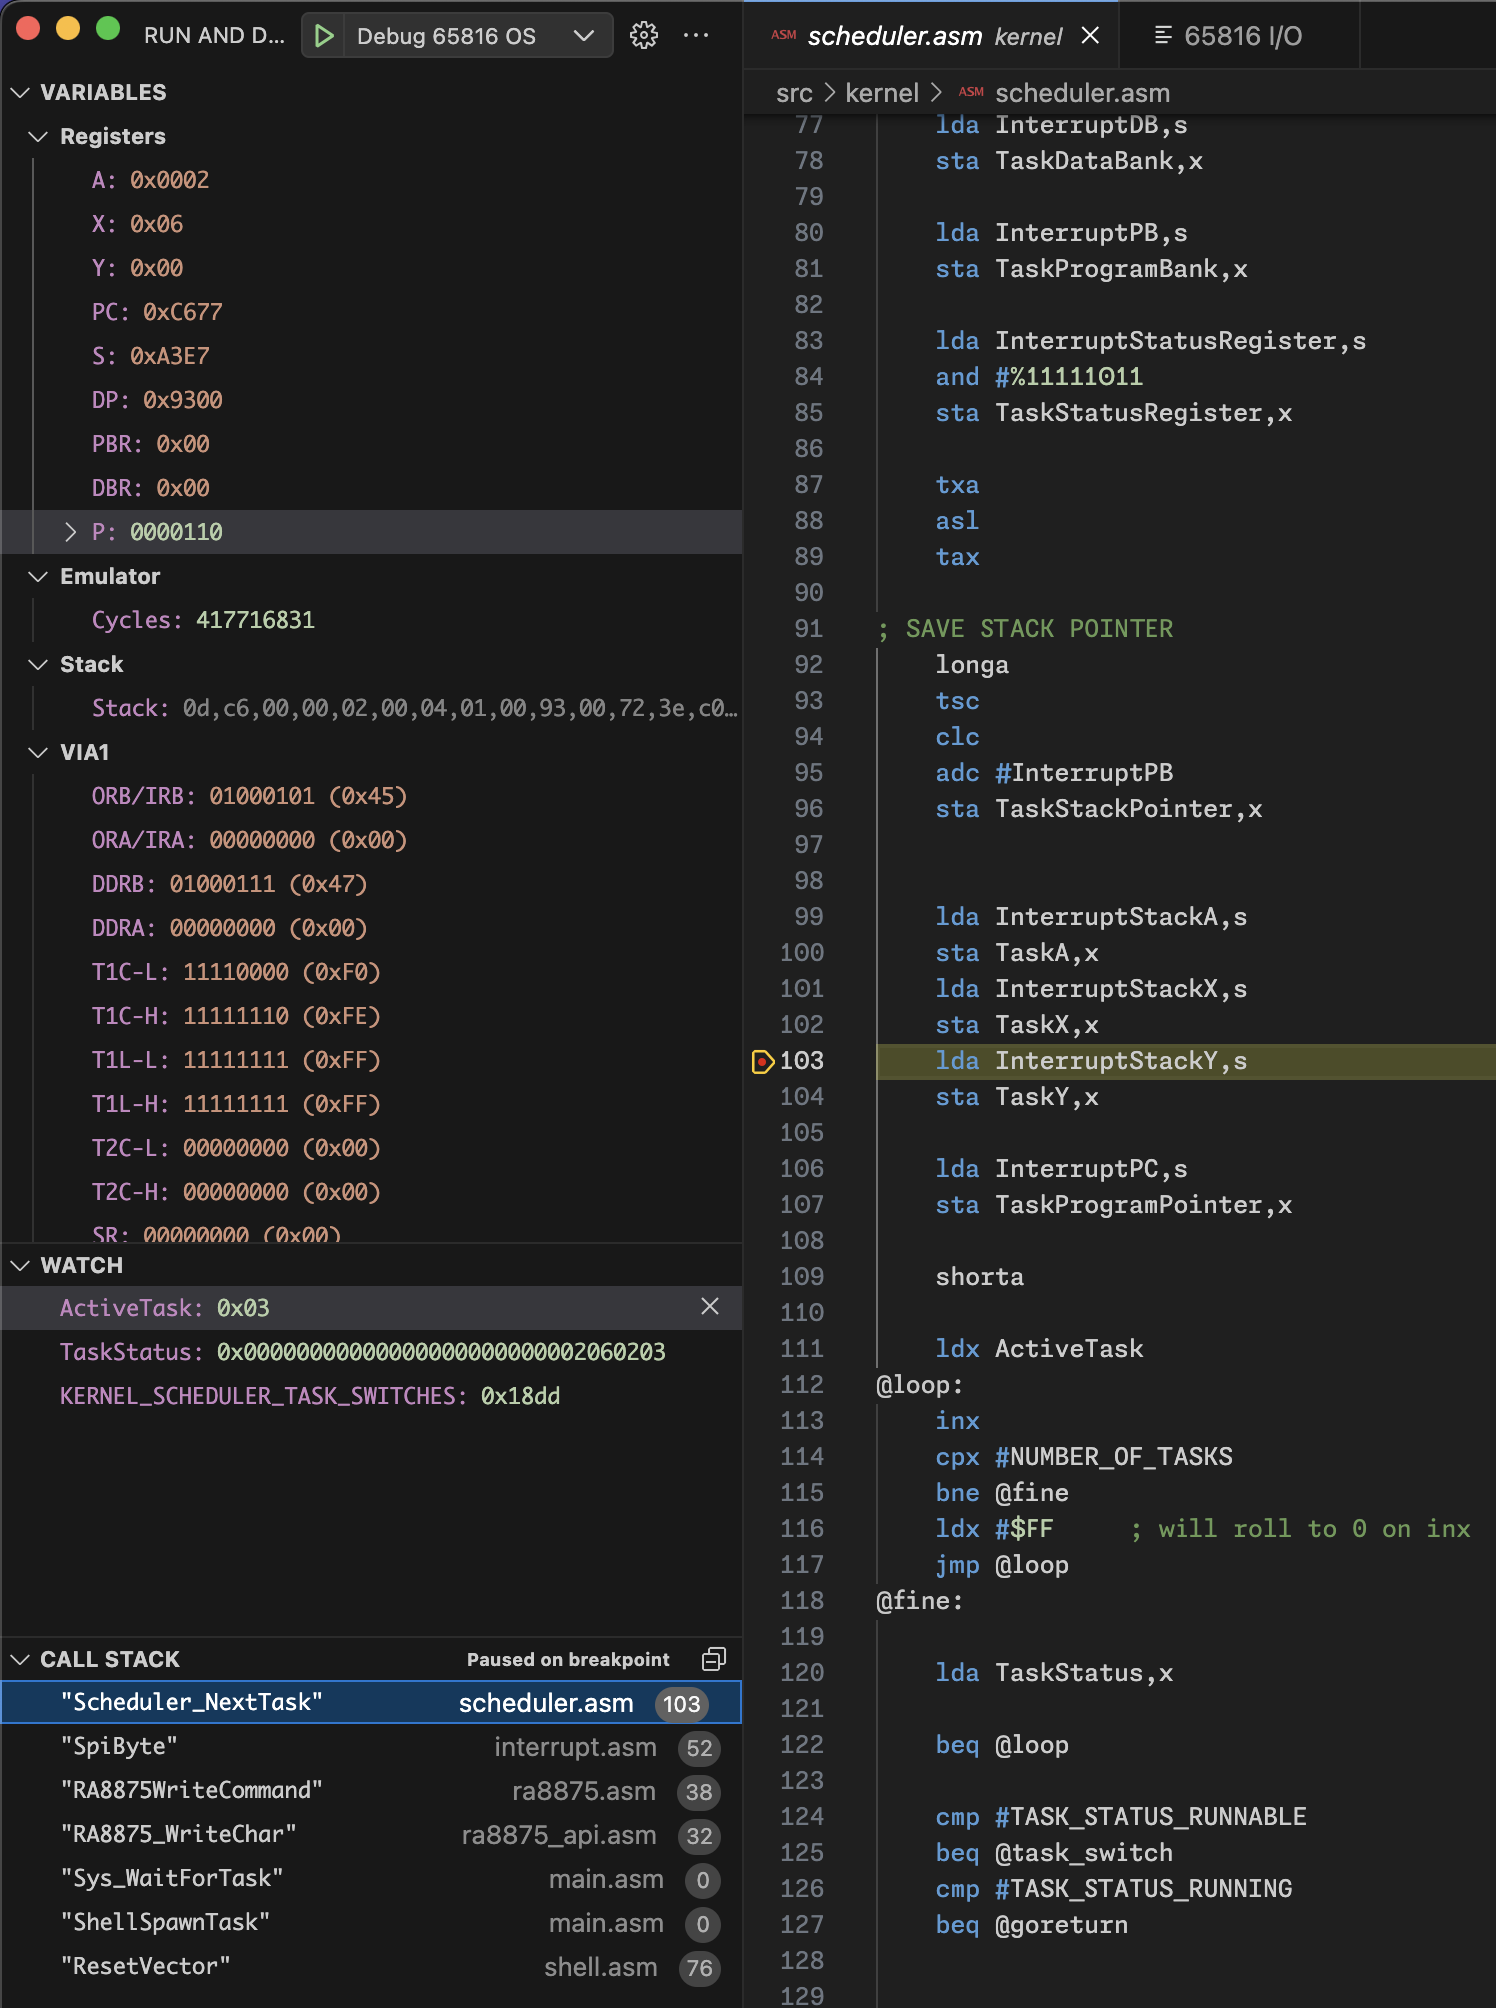 RUN AND D...
Debug 65816 OS
VARIABLES
Registers
A: 0x0002
X: 0x06
Y: 0x00
PC: 0xC677
S: 0xA3E7
DP: 0x9300
PBR: 0x00
DBR: 0x00
P: 0000110
Emulator
Cycles: 417716831
Stack
Stack: 0d,c6,00,00,02,00,04,01,00,93,00,72,3e,c0…
VIA1
ORB/IRB: 01000101 (0x45)
ORA/IRA: 00000000 (0x00)
DDRB: 01000111 (0x47)
DDRA: 00000000 (0x00)
T1C-L: 11110000 (0xF0)
T1C-H: 11111110 (0xFE)
T1L-L: 11111111 (0xFF)
T1L-H: 11111111 (0xFF)
T2C-L: 00000000 (0x00)
T2C-H: 00000000 (0x00)
SR: 00000000 (0x00)
WATCH
ActiveTask: 0x03
TaskStatus: 0x00000000000000000000000002060203
KERNEL_SCHEDULER_TASK_SWITCHES: 0x18dd
CALL STACK Paused on breakpoint
"Scheduler_NextTask" scheduler.asm 103
"SpiByte" interrupt.asm 52
"RA8875WriteCommand" ra8875.asm 38
"RA8875_WriteChar" ra8875_api.asm 32
"Sys_WaitForTask" main.asm 0
"ShellSpawnTask" main.asm 0
"ResetVector" shell.asm 76
ASM scheduler.asm kernel
65816 I/O
src > kernel > ASM scheduler.asm
77 lda InterruptDB,s
78 sta TaskDataBank,x
79
80 lda InterruptPB,s
81 sta TaskProgramBank,x
82
83 lda InterruptStatusRegister,s
84 and #%11111011
85 sta TaskStatusRegister,x
86
87 txa
88 asl
89 tax
90
91 ; SAVE STACK POINTER
92 longa
93 tsc
94 clc
95 adc #InterruptPB
96 sta TaskStackPointer,x
97
98
99 lda InterruptStackA,s
100 sta TaskA,x
101 lda InterruptStackX,s
102 sta TaskX,x
103 lda InterruptStackY,s
104 sta TaskY,x
105
106 lda InterruptPC,s
107 sta TaskProgramPointer,x
108
109 shorta
110
111 ldx ActiveTask
112 @loop:
113 inx
114 cpx #NUMBER_OF_TASKS
115 bne @fine
116 ldx #$FF ; will roll to 0 on inx
117 jmp @loop
118 @fine:
119
120 lda TaskStatus,x
121
122 beq @loop
123
124 cmp #TASK_STATUS_RUNNABLE
125 beq @task_switch
126 cmp #TASK_STATUS_RUNNING
127 beq @goreturn
128
129